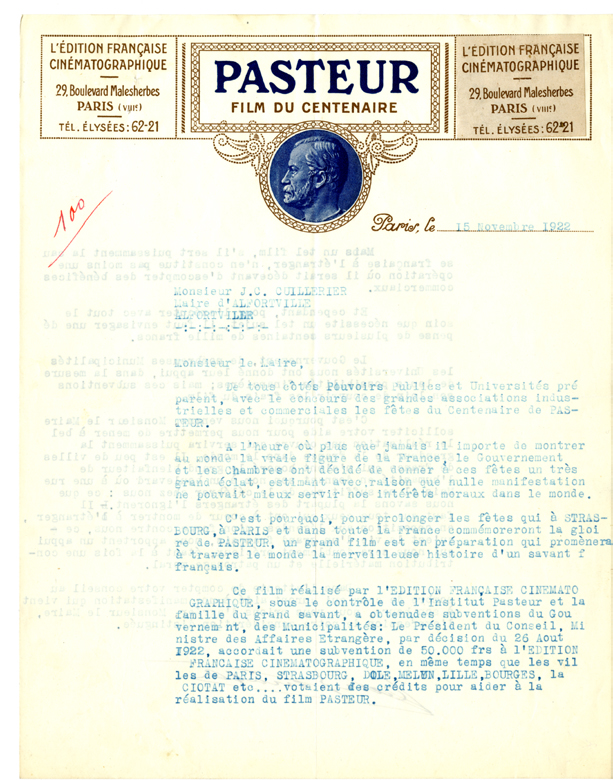 L'ÉDITION FRANÇAISE
CINÉMATOGRAPHIQUE
29, Boulevard Malesherbes
PARIS (VIIIe)
TÉL. ÉLYSÉES: 62-21
PASTEUR
FILM DU CENTENAIRE
L'ÉDITION FRANÇAISE
CINÉMATOGRAPHIQUE
29, Boulevard Malesherbes
PARIS (VIIIe)
TÉL. ÉLYSÉES: 62-21
100
Paris, le 15 Novembre 1922
Monsieur J.G. CUILLERIER
Maire d'ALFORTVILLE
ALFORTVILLE
-:-:-:-:-:-:-
Monsieur le Maire,
De tous côtés Pouvoirs Publics et Universités pré
parent, avec le concours des grandes associations indus-
trielles et commerciales les fêtes du Centenaire de PAS-
TEUR.
A l'heure où plus que jamais il importe de montrer
au monde la vraie figure de la France, le Gouvernement
et les Chambres ont décidé de donner à ces fêtes un très
grand éclat, estimant avec raison que nulle manifestation
ne pouvait mieux servir nos intérêts moraux dans le monde.
C'est pourquoi, pour prolonger les fêtes qui à STRAS-
BOURG, à PARIS et dans toute la France commémoreront la gloi
re de PASTEUR, un grand film est en préparation qui promènera
à travers le monde la merveilleuse histoire d'un savant f
français.
Ce film réalisé par l'EDITION FRANÇAISE CINEMATO
GRAPHIQUE, sous le contrôle de l'Institut Pasteur et la
famille du grand savant, a obtenudes subventions du Gou
vernement, des Municipalités: Le Président du Conseil, Mi
nistre des Affaires Etrangère, par décision du 26 Aout
1922, accordait une subvention de 50.000 frs à l'EDITION
FRANCAISE CINEMATOGRAPHIQUE, en même temps que les vil
les de PARIS, STRASBOURG, DOLE,MELUN,LILLE,BOURGES, la
CIOTAT etc....votaient des crédits pour aider à la
réalisation du film PASTEUR.